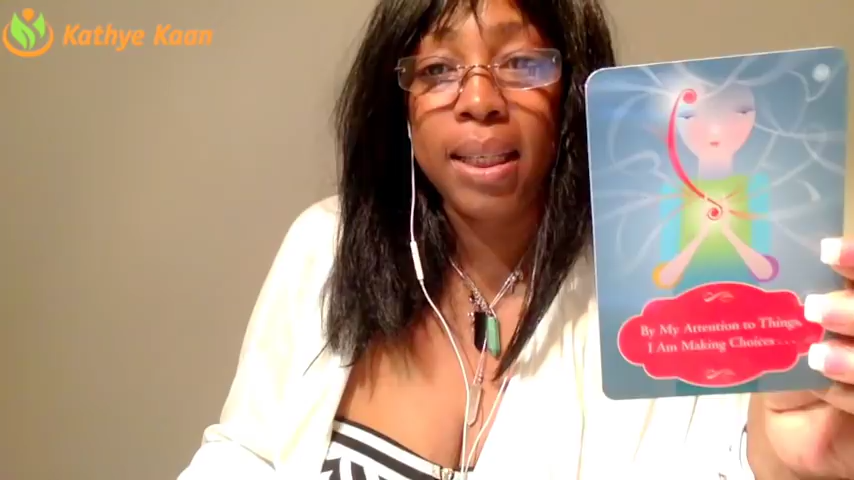 Kathye Kaan
By My Attention to Things,
I Am Making Choices . . . .